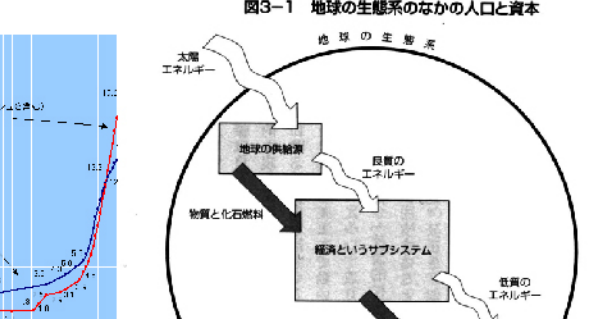 図3-1 地球の生態系のなかの人口と資本
地球の生態系
太陽
エネルギー
地球の供給源
良質の
エネルギー
物質と化石燃料
経済というサブシステム
低質の
エネルギー